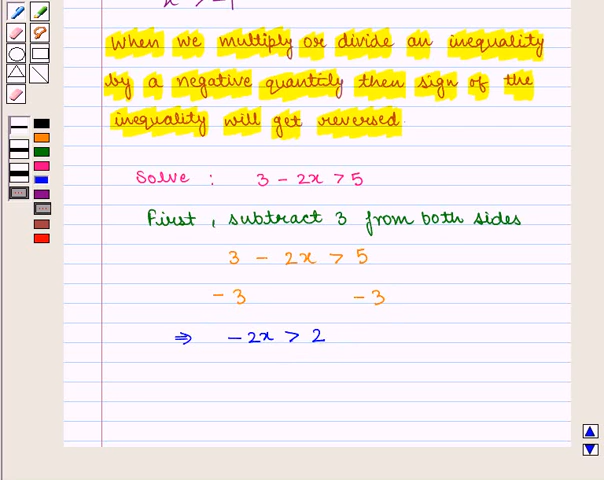 When we multiply or divide an inequality
by a negative quantity then sign of the
inequality will get reversed.
Solve : 3 - 2x > 5
First , subtract 3 from both sides
3 - 2x > 5
- 3 - 3
⇒ - 2x > 2